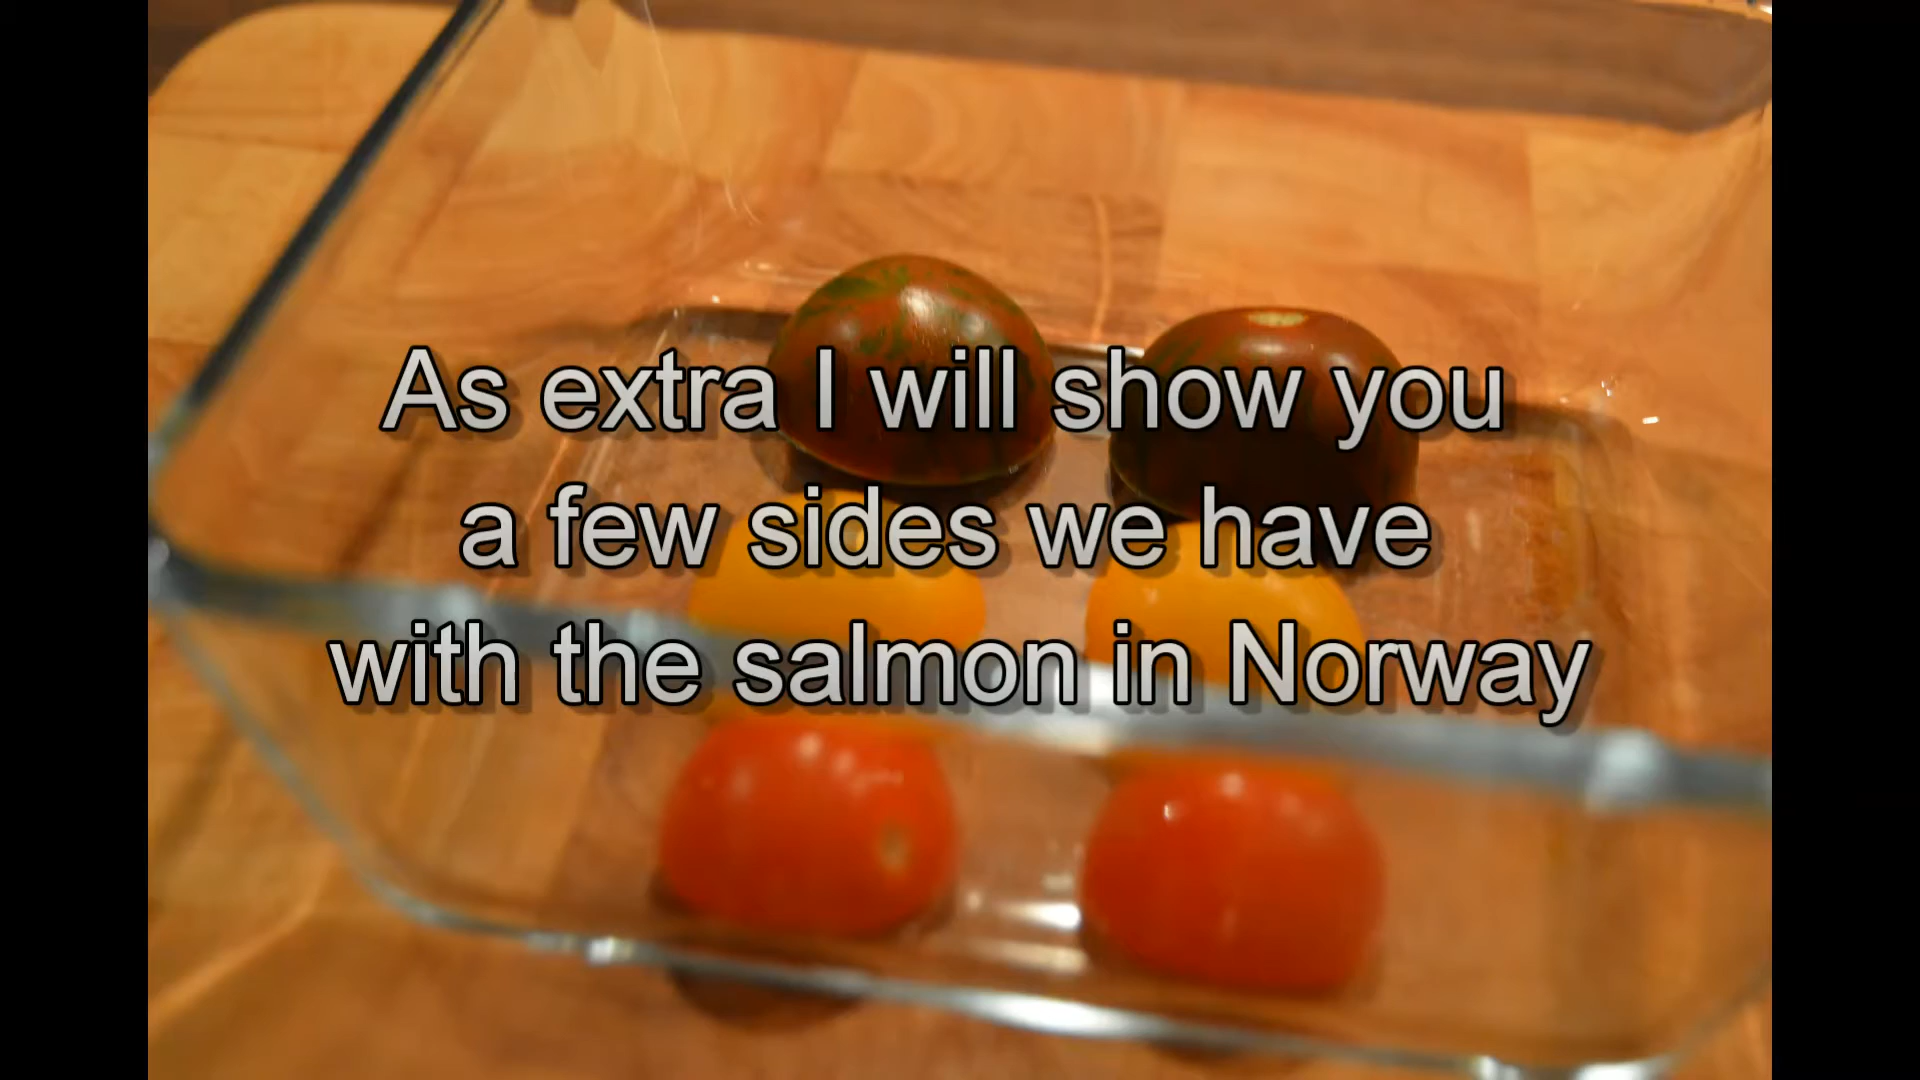 As extra I will show you
a few sides we have
with the salmon in Norway